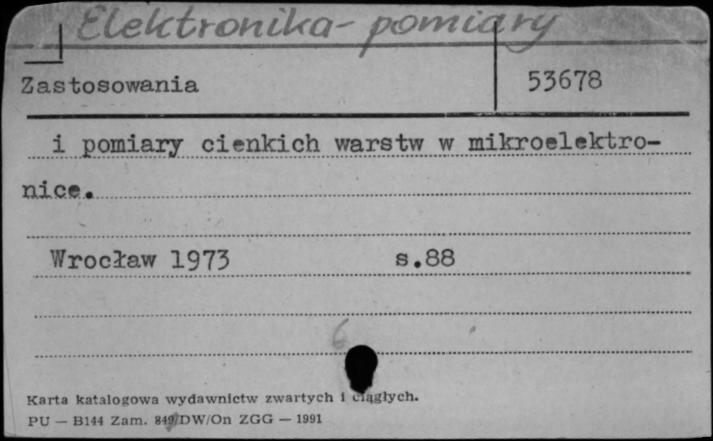 Elektronika - pomiary
Zastosowania 53678
i pomiary cienkich warstw w mikroelektro-
nice.
Wrocław 1973 s.88
6
Karta katalogowa wydawnictw zwartych i ciągłych.
PU — B144 Zam. 849/DW/On ZGG — 1991